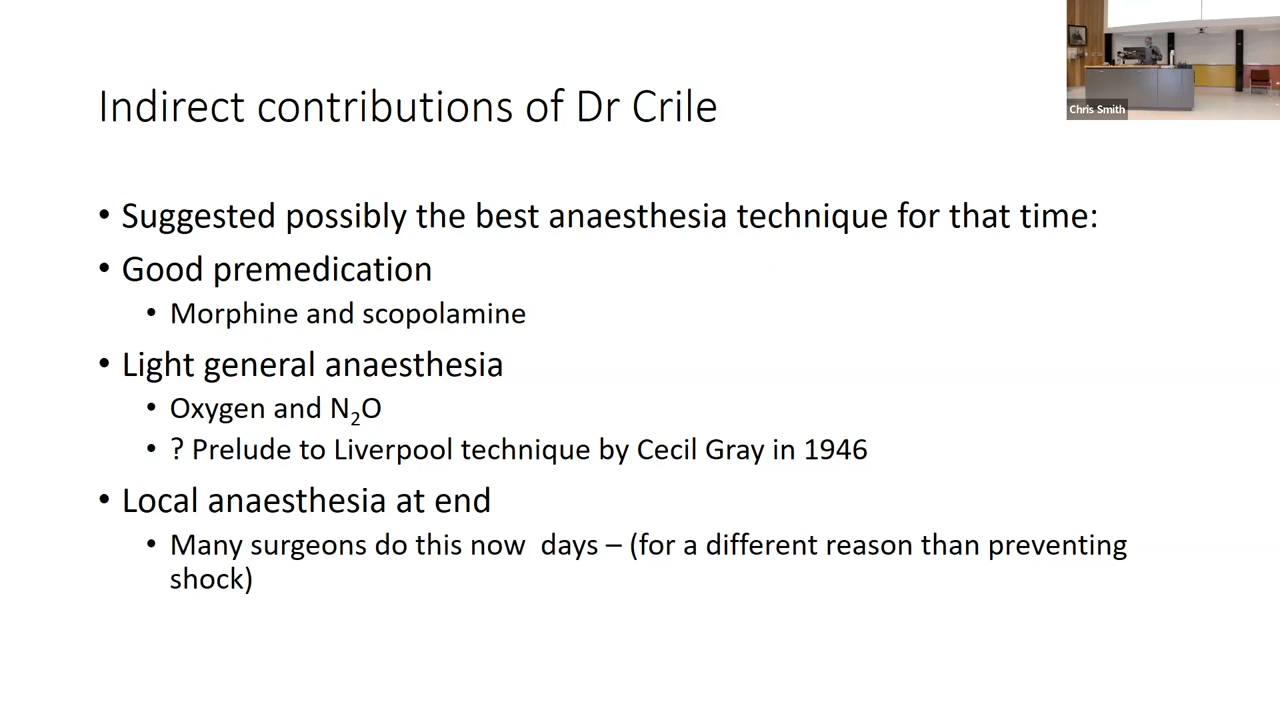 Indirect contributions of Dr Crile
Chris Smith
• Suggested possibly the best anaesthesia technique for that time:
• Good premedication
• Morphine and scopolamine
• Light general anaesthesia
• Oxygen and N₂O
• ? Prelude to Liverpool technique by Cecil Gray in 1946
• Local anaesthesia at end
• Many surgeons do this now  days – (for a different reason than preventing
shock)